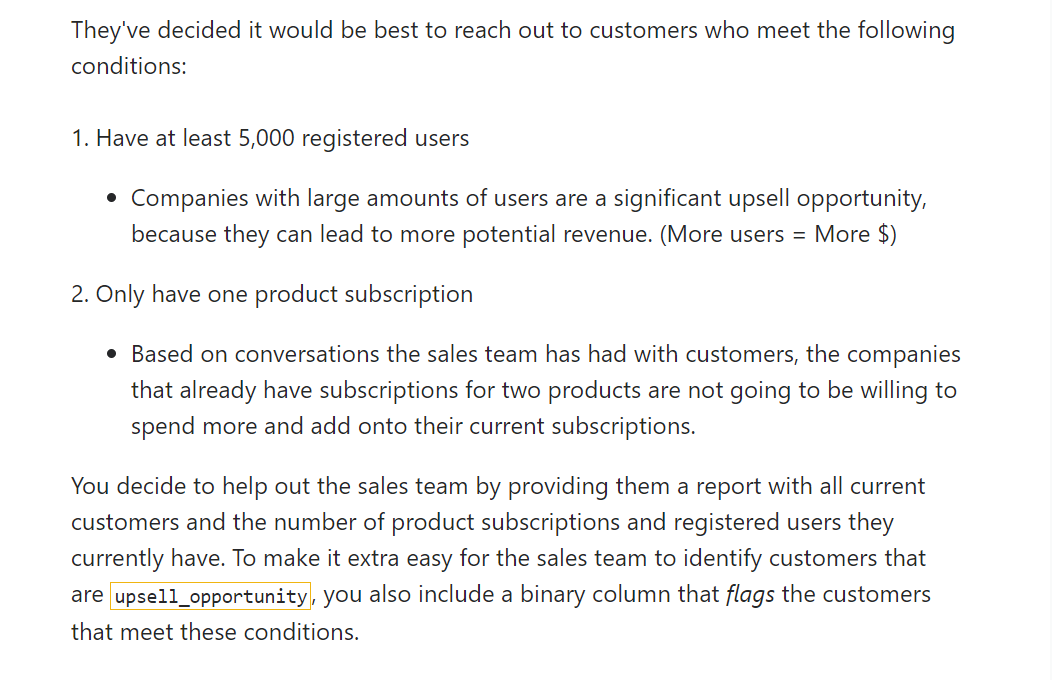 They've decided it would be best to reach out to customers who meet the following
conditions:
1. Have at least 5,000 registered users
• Companies with large amounts of users are a significant upsell opportunity,
because they can lead to more potential revenue. (More users = More $)
2. Only have one product subscription
• Based on conversations the sales team has had with customers, the companies
that already have subscriptions for two products are not going to be willing to
spend more and add onto their current subscriptions.
You decide to help out the sales team by providing them a report with all current
customers and the number of product subscriptions and registered users they
currently have. To make it extra easy for the sales team to identify customers that
are upsell_opportunity, you also include a binary column that flags the customers
that meet these conditions.